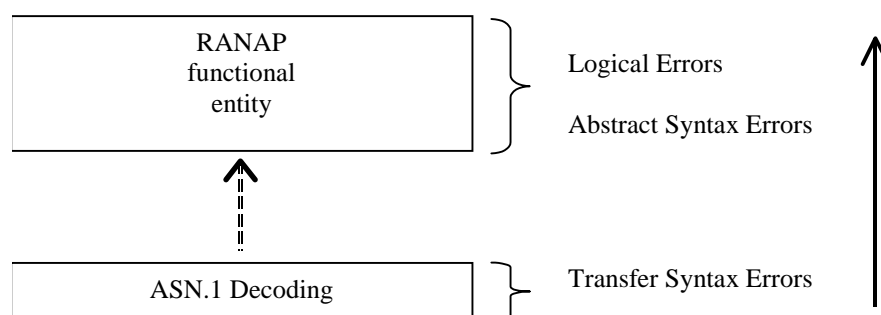 RANAP
functional
entity
Logical Errors
Abstract Syntax Errors
ASN.1 Decoding
Transfer Syntax Errors